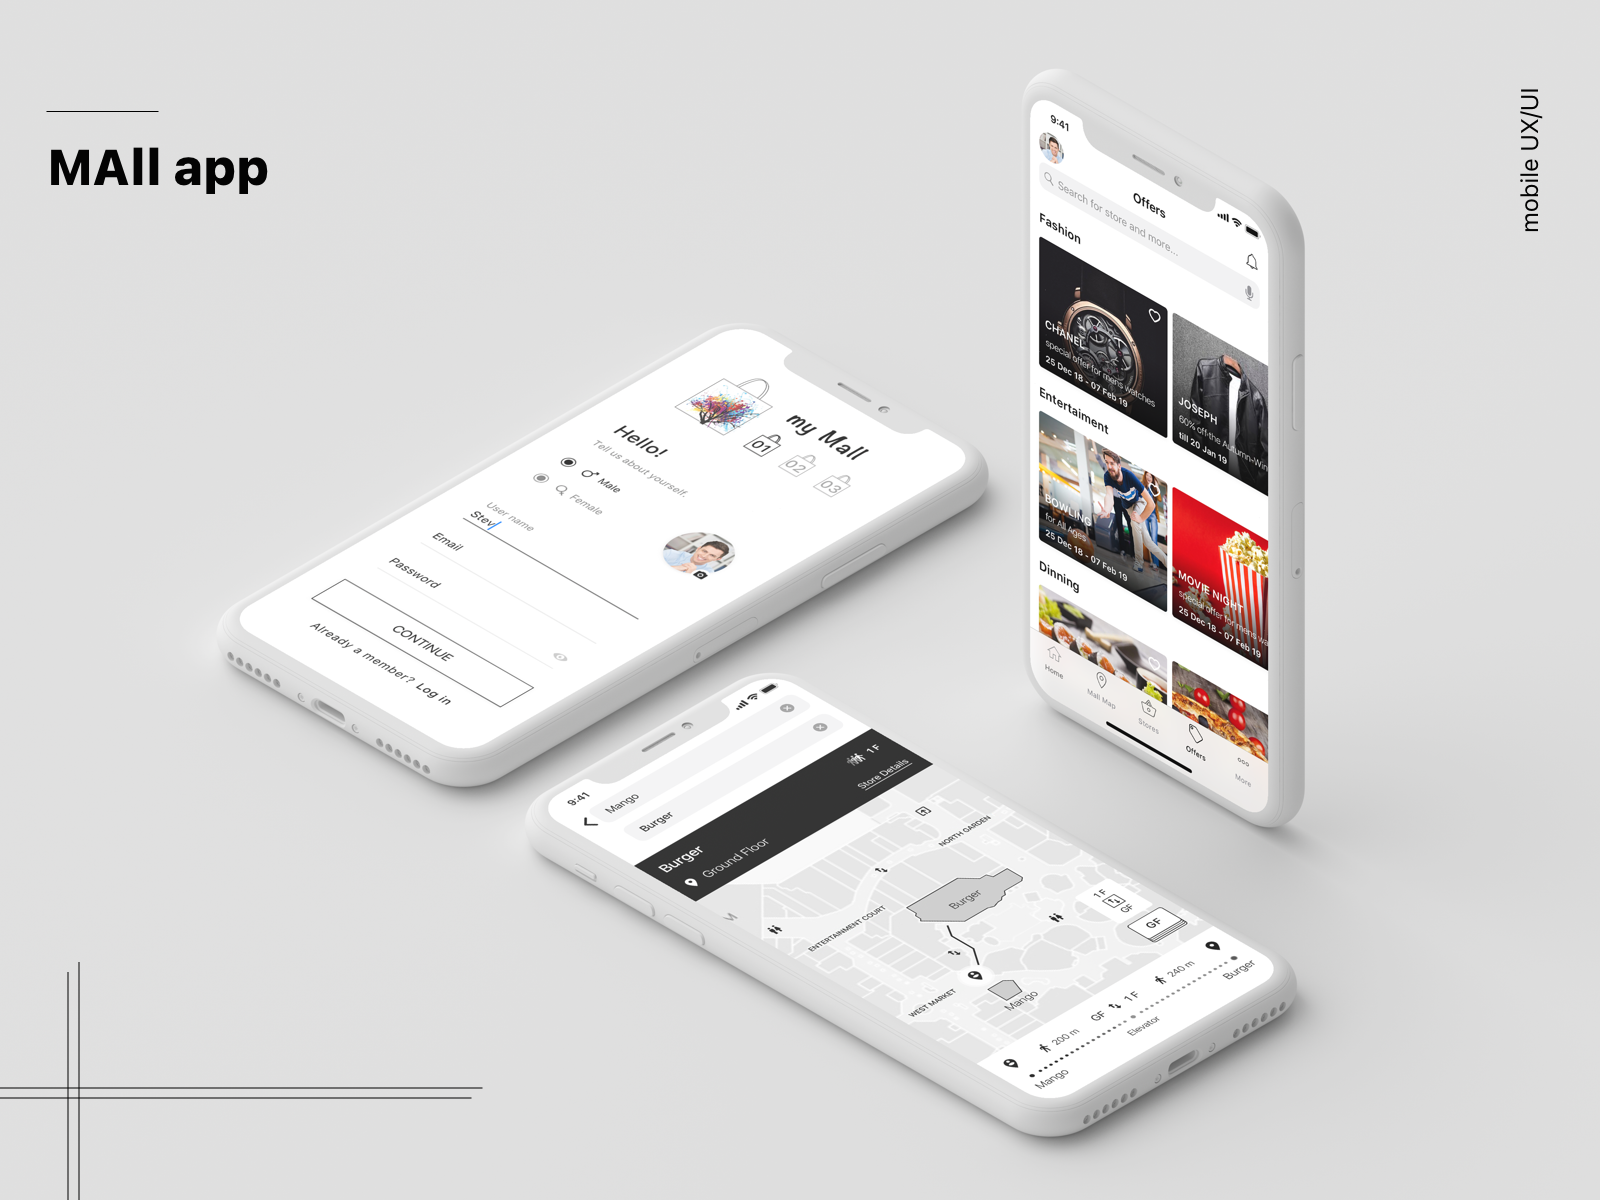 MAll app
mobile UX/UI
my Mall
01
02
03
Hello!
Tell us about yourself.
Male
Female
User name
Stev
Email
Password
CONTINUE
Already a member? Log in
9:41
Offers
Search for store and more...
Fashion
CHANEL
special offer for mens watches
25 Dec 18 - 07 Feb 19
JOSEPH
60% off-the Autumn-Win
till 20 Jan 19
Entertaiment
BOWLING
for All Ages
25 Dec 18 - 07 Feb 19
MOVIE NIGHT
special offer for mens wa
25 Dec 18 - 07 Feb 19
Dinning
Home
Mall Map
Stores
Offers
More
9:41
Mango
Burger
Burger
1 F
Ground Floor
Store Details
NORTH GARDEN
Burger
ENTERTAINMENT COURT
1 F
GF
GF
WEST MARKET
Mango
200 m
GF
1 F
240 m
Mango
Elevator
Burger